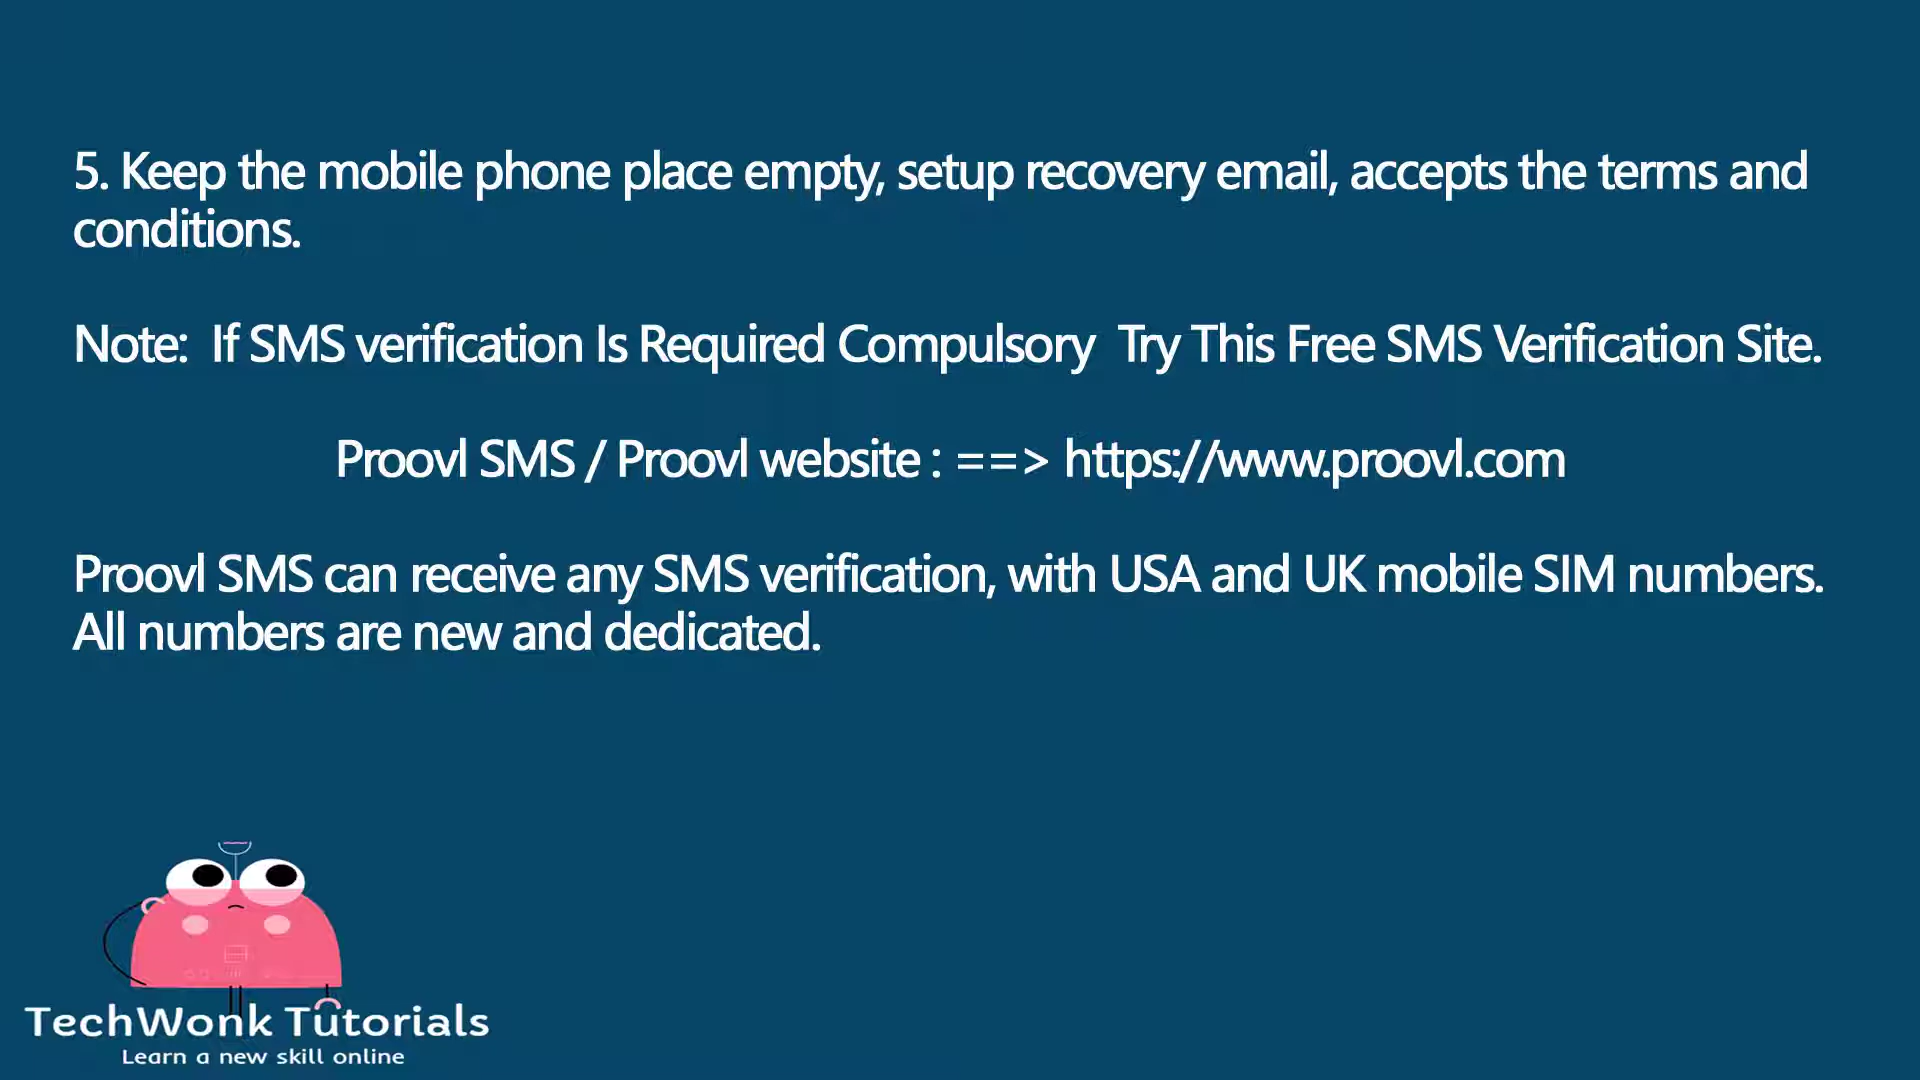 5. Keep the mobile phone place empty, setup recovery email, accepts the terms and
conditions.
Note:  If SMS verification Is Required Compulsory  Try This Free SMS Verification Site.
Proovl SMS / Proovl website : ==> https://www.proovl.com
Proovl SMS can receive any SMS verification, with USA and UK mobile SIM numbers.
All numbers are new and dedicated.
TechWonk Tutorials
Learn a new skill online